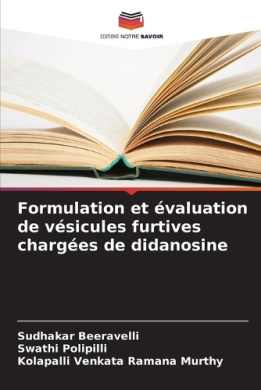 EDITIONS NOTRE SAVOIR
Formulation et évaluation
de vésicules furtives
chargées de didanosine
Sudhakar Beeravelli
Swathi Polipilli
Kolapalli Venkata Ramana Murthy